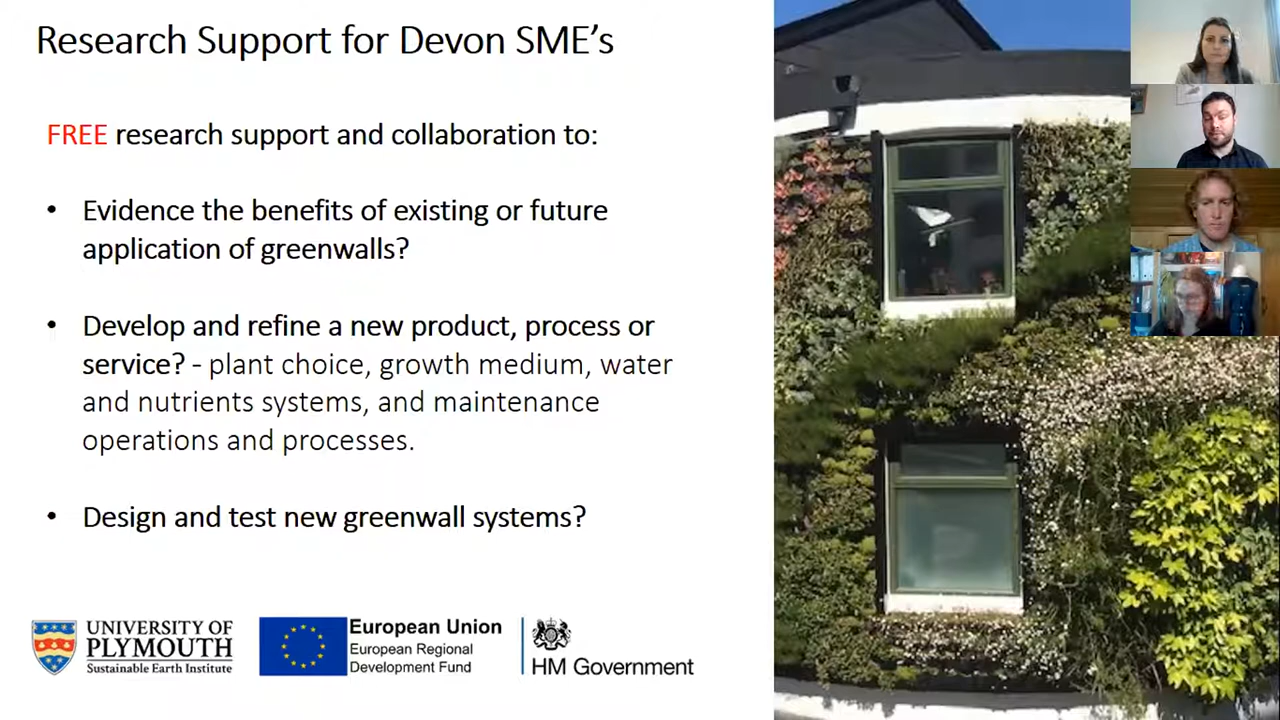 Research Support for Devon SME's
FREE research support and collaboration to:
• Evidence the benefits of existing or future
application of greenwalls?
• Develop and refine a new product, process or
service? - plant choice, growth medium, water
and nutrients systems, and maintenance
operations and processes.
• Design and test new greenwall systems?
UNIVERSITY OF
PLYMOUTH
Sustainable Earth Institute
European Union
European Regional
Development Fund
HM Government